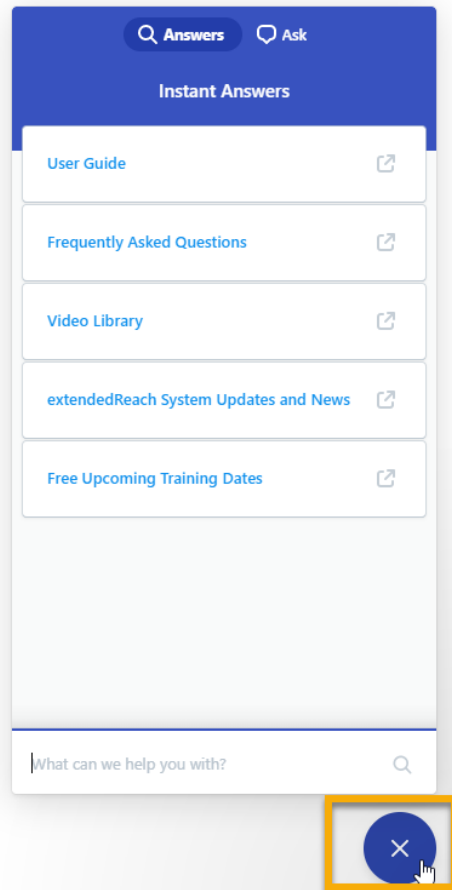 Answers
Ask
Instant Answers
User Guide
Frequently Asked Questions
Video Library
extendedReach System Updates and News
Free Upcoming Training Dates
What can we help you with?